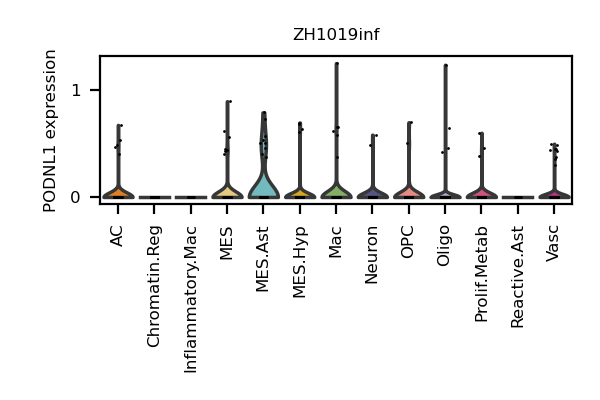 ZH1019inf
PODNL1 expression
1
0
AC
Chromatin.Reg
Inflammatory.Mac
MES
MES.Ast
MES.Hyp
Mac
Neuron
OPC
Oligo
Prolif.Metab
Reactive.Ast
Vasc